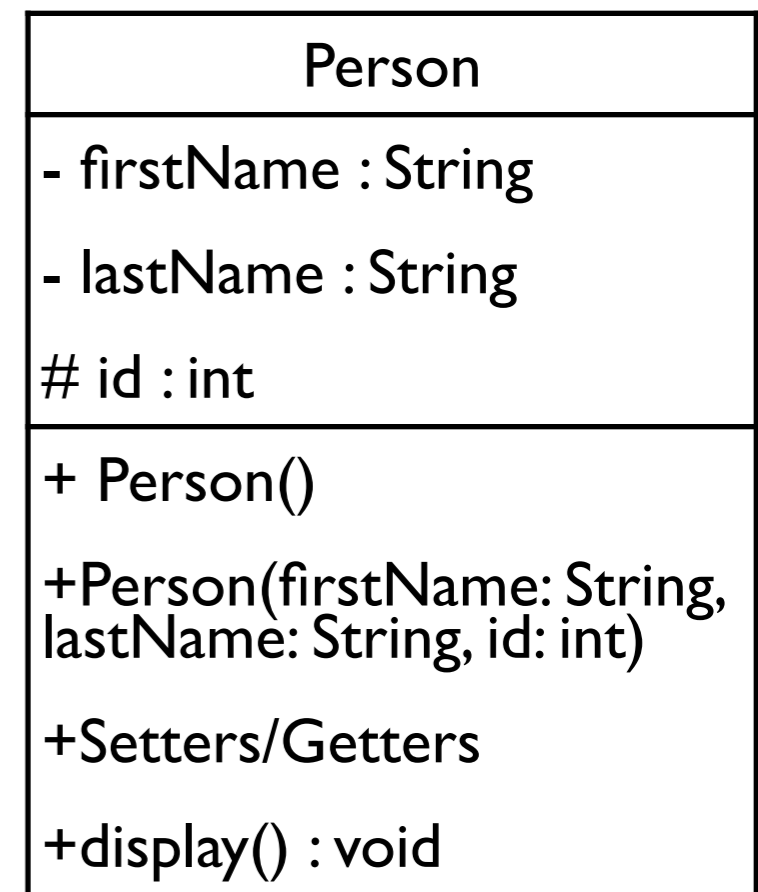 Person
- firstName : String
- lastName : String
# id : int
+ Person()
+Person(firstName: String,
lastName: String, id: int)
+Setters/Getters
+display() : void